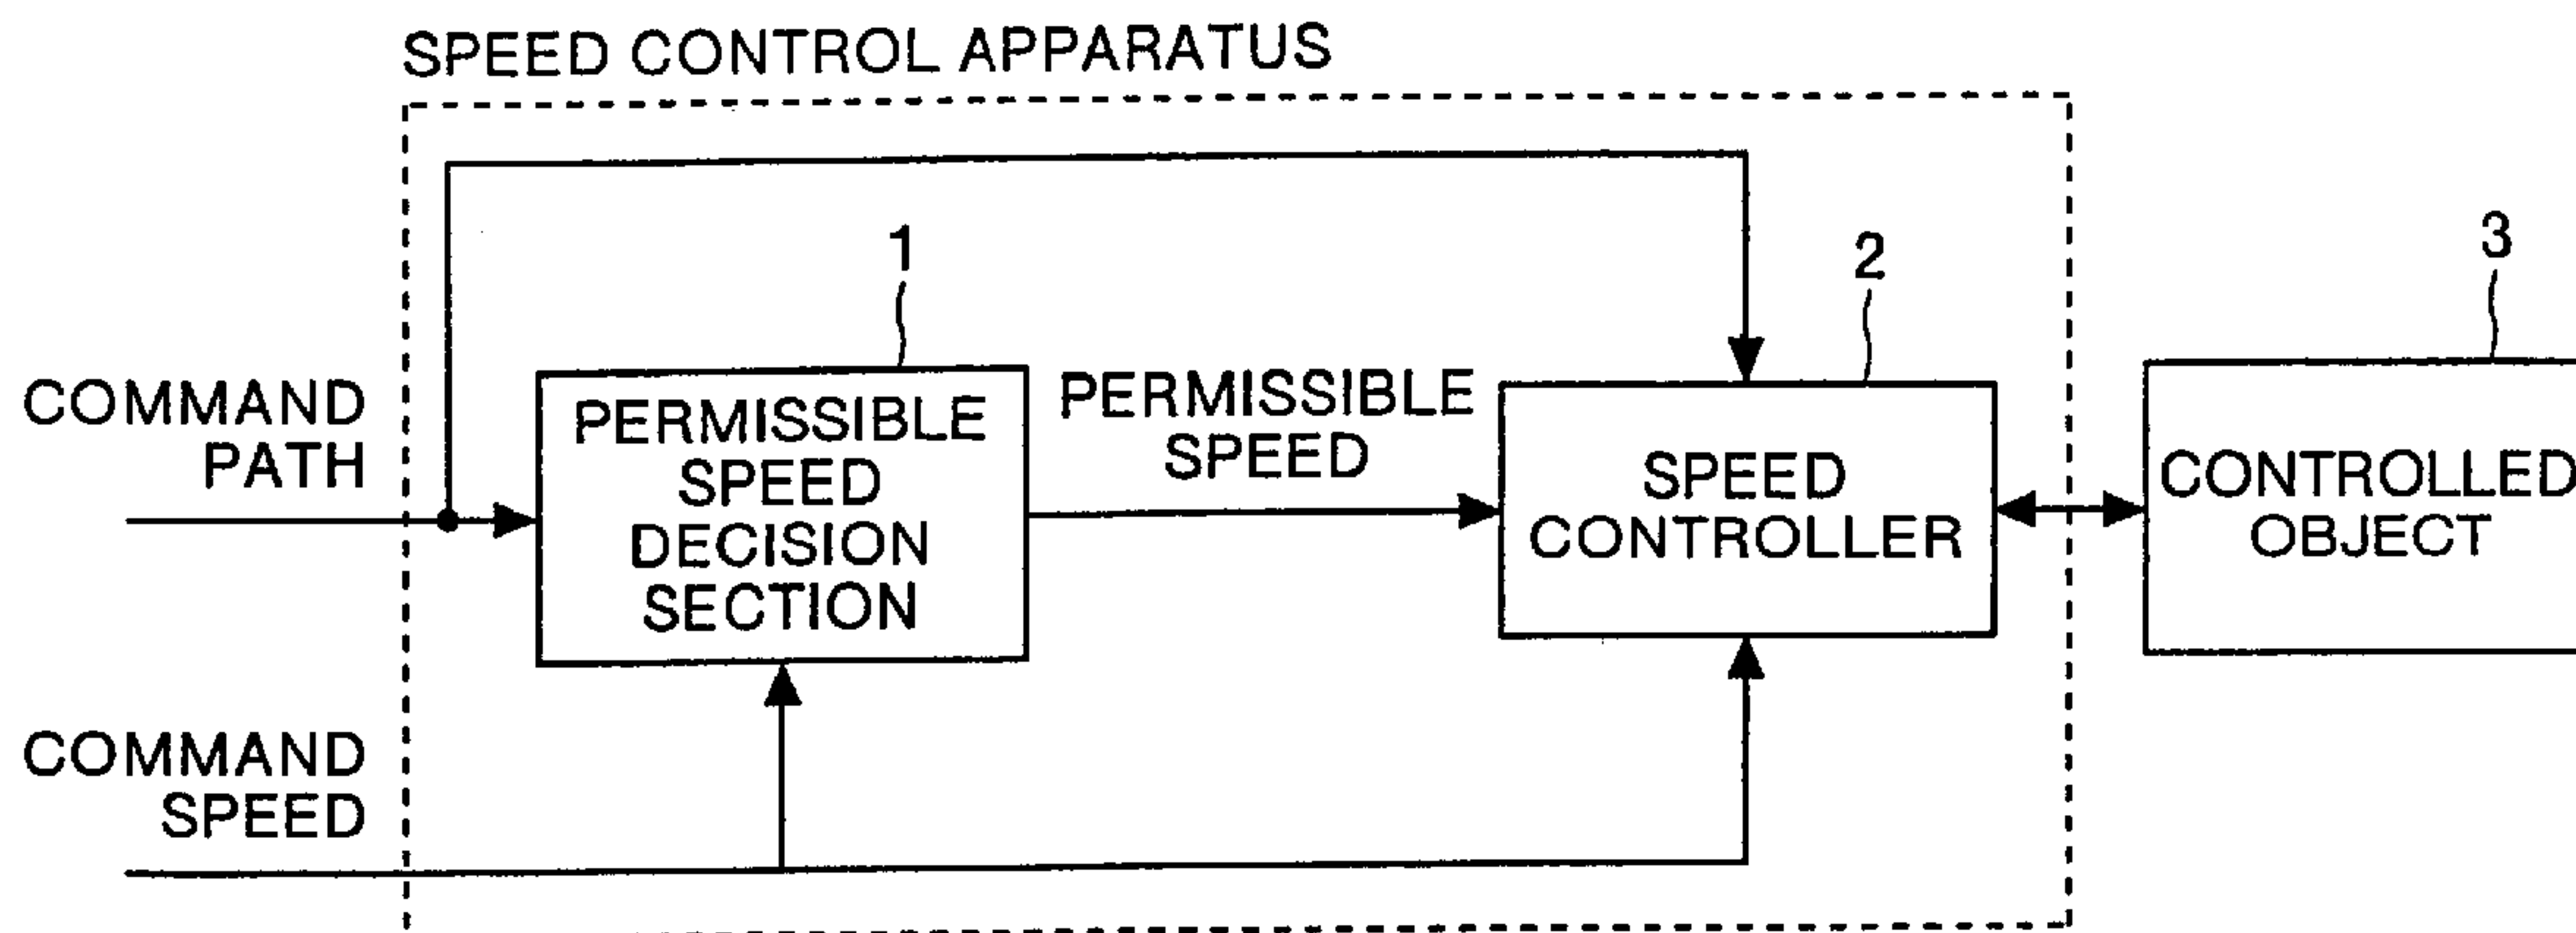 SPEED CONTROL APPARATUS
1
2
3
COMMAND
PATH
PERMISSIBLE
SPEED
DECISION
SECTION
PERMISSIBLE
SPEED
SPEED
CONTROLLER
CONTROLLED
OBJECT
COMMAND
SPEED